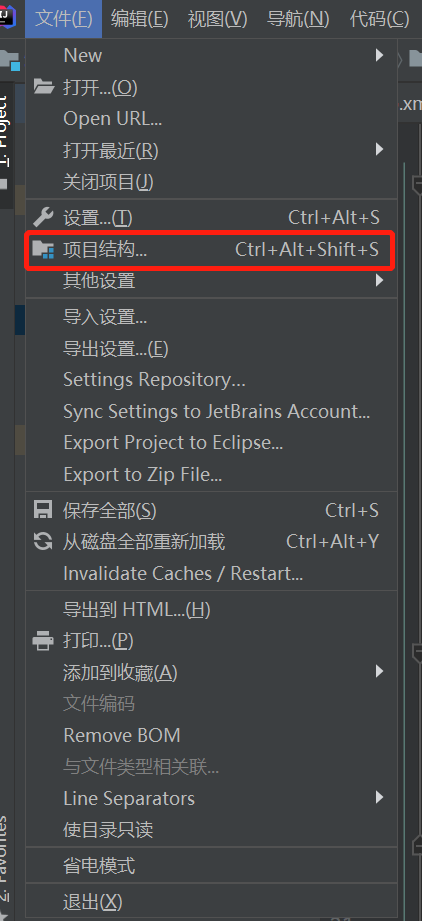 文件(F) 编辑(E) 视图(V) 导航(N) 代码(C)
New
打开...(O)
.xm
Open URL...
1: Project
打开最近(R)
关闭项目(J)
设置...(T) Ctrl+Alt+S
项目结构... Ctrl+Alt+Shift+S
其他设置
导入设置...
导出设置...(E)
Settings Repository...
Sync Settings to JetBrains Account...
Export Project to Eclipse...
Export to Zip File...
保存全部(S) Ctrl+S
从磁盘全部重新加载 Ctrl+Alt+Y
Invalidate Caches / Restart...
导出到 HTML...(H)
打印...(P)
添加到收藏(A)
文件编码
Remove BOM
与文件类型相关联...
Line Separators
使目录只读
2: Favorites
省电模式
退出(X)